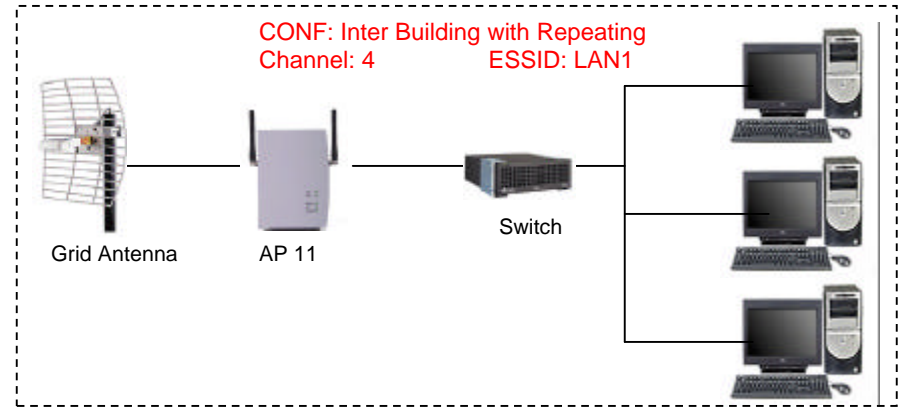 CONF: Inter Building with Repeating
Channel: 4 ESSID: LAN1
Switch
Grid Antenna AP 11